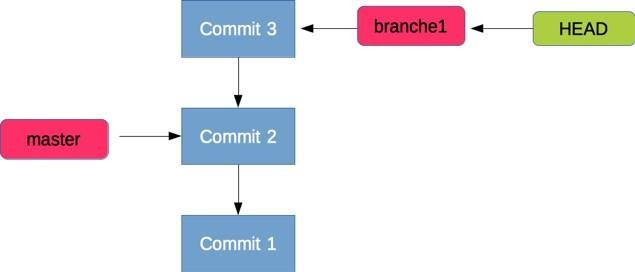 Commit 3
branche1
HEAD
master
Commit 2
Commit 1